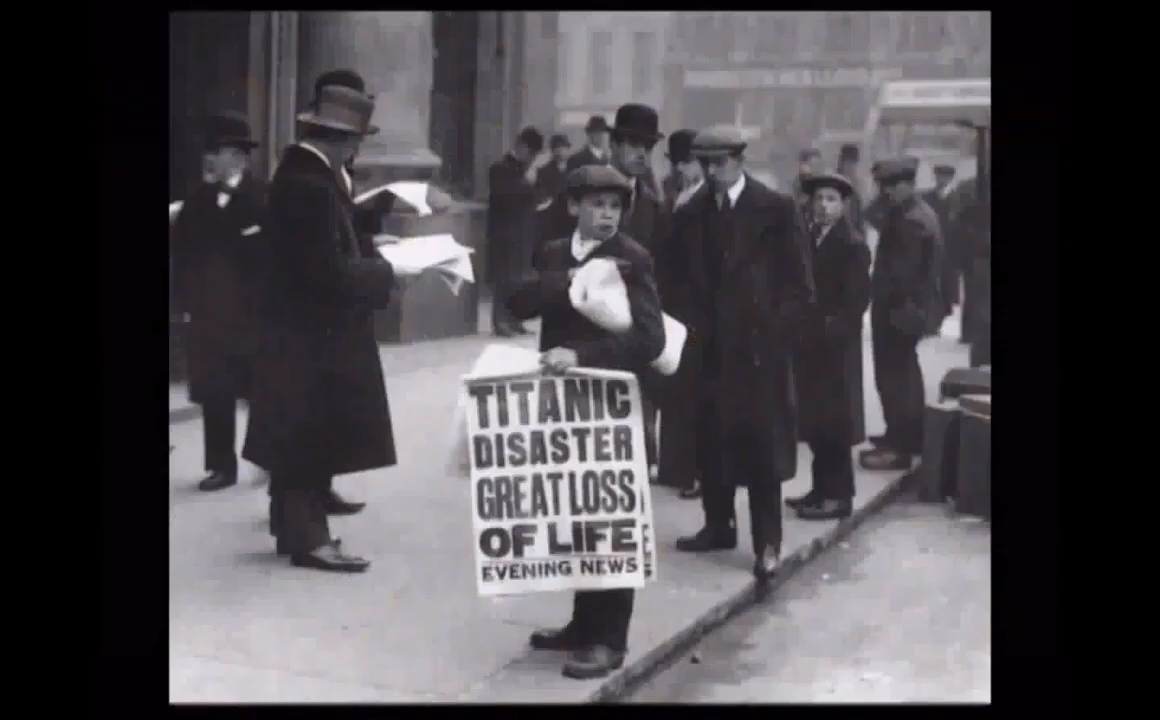 TITANIC
DISASTER
GREAT LOSS
OF LIFE
EVENING NEWS